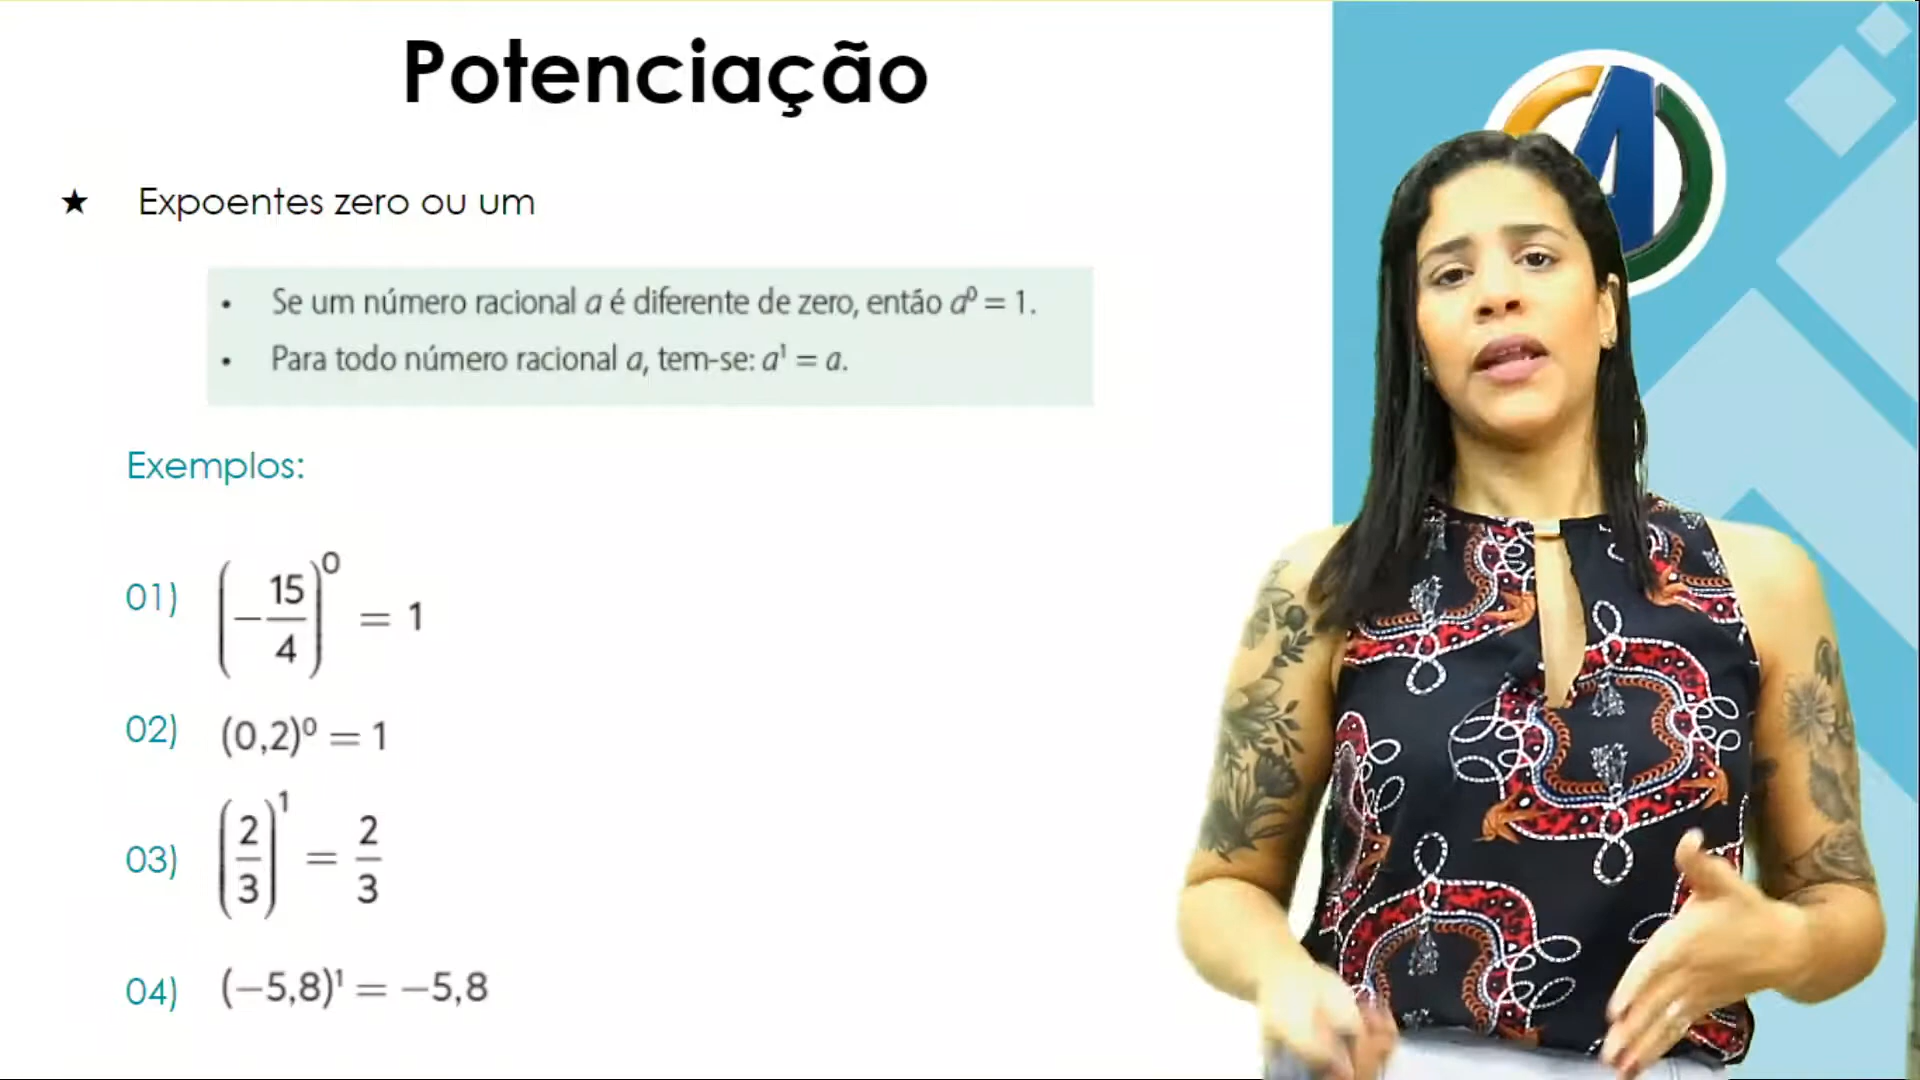 Potenciação
★ Expoentes zero ou um
• Se um número racional a é diferente de zero, então a⁰ = 1.
• Para todo número racional a, tem-se: a¹ = a.
Exemplos:
01) (−15/4)⁰ = 1
02) (0,2)⁰ = 1
03) (2/3)¹ = 2/3
04) (−5,8)¹ = −5,8